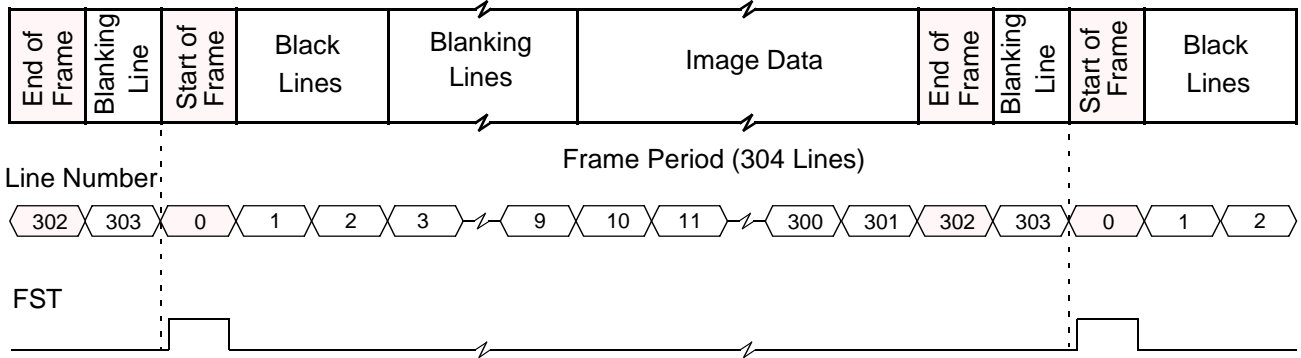 End of
Frame
Blanking
Line
Start of
Frame
Black
Lines
Blanking
Lines
Image Data
End of
Frame
Blanking
Line
Start of
Frame
Black
Lines
Frame Period (304 Lines)
Line Number
302 303 0 1 2 3 9 10 11 300 301 302 303 0 1 2
FST